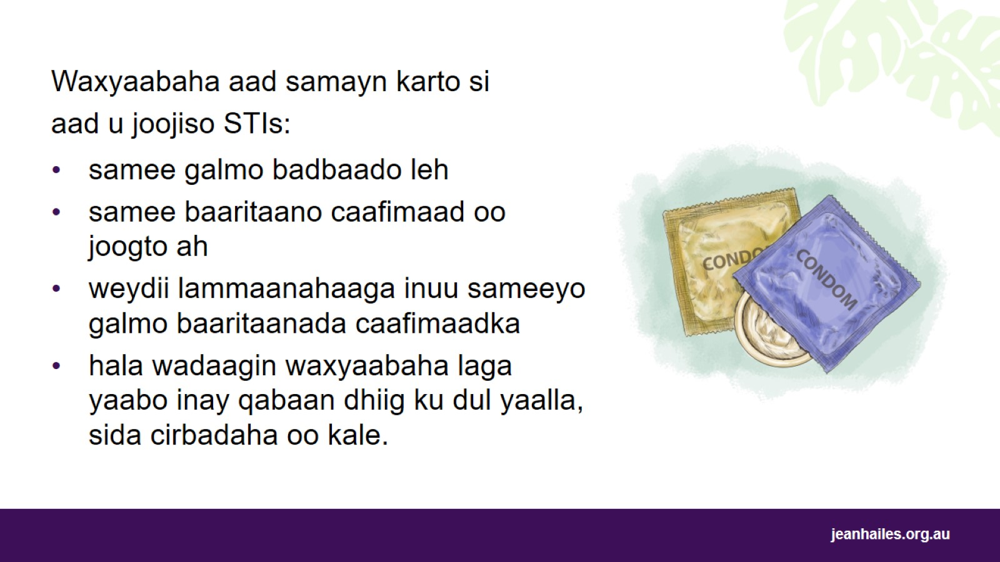 Waxyaabaha aad samayn karto si
aad u joojiso STIs:
• samee galmo badbaado leh
• samee baaritaano caafimaad oo
joogto ah
• weydii lammaanahaaga inuu sameeyo
galmo baaritaanada caafimaadka
• hala wadaagin waxyaabaha laga
yaabo inay qabaan dhiig ku dul yaalla,
sida cirbadaha oo kale.
CONDO
CONDOM
jeanhailes.org.au